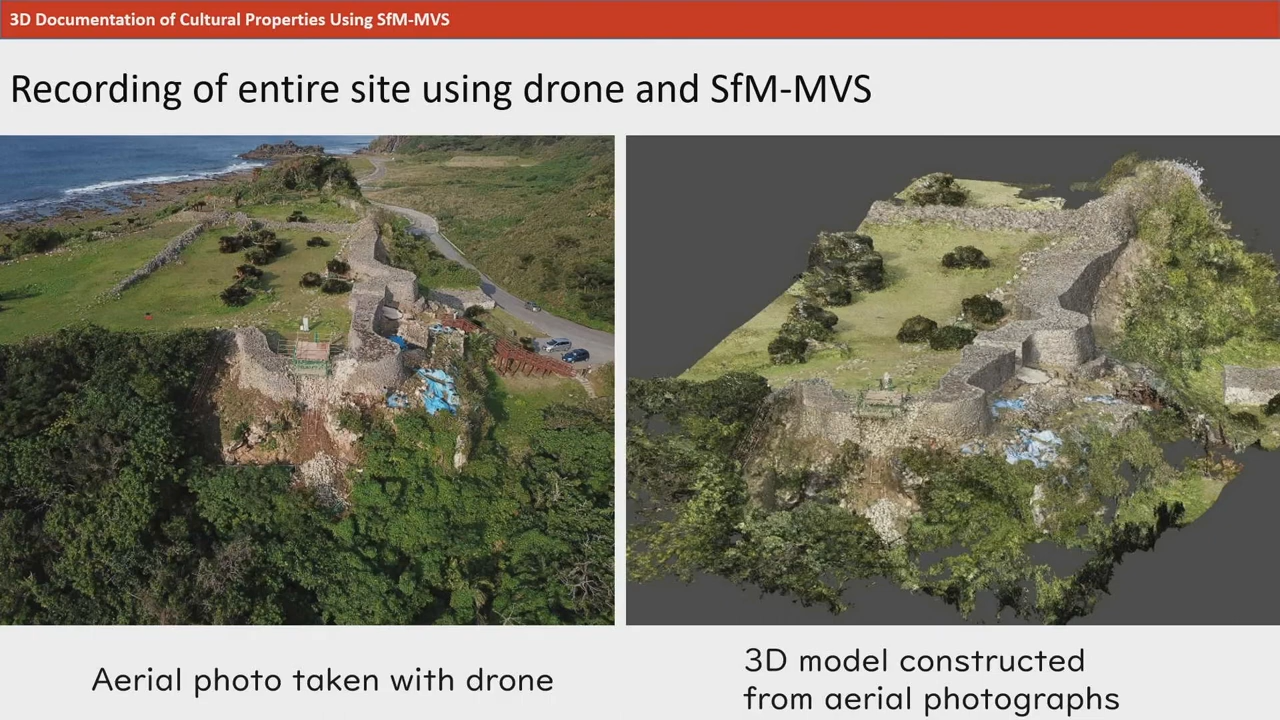 3D Documentation of Cultural Properties Using SfM-MVS
Recording of entire site using drone and SfM-MVS
Aerial photo taken with drone
3D model constructed
from aerial photographs